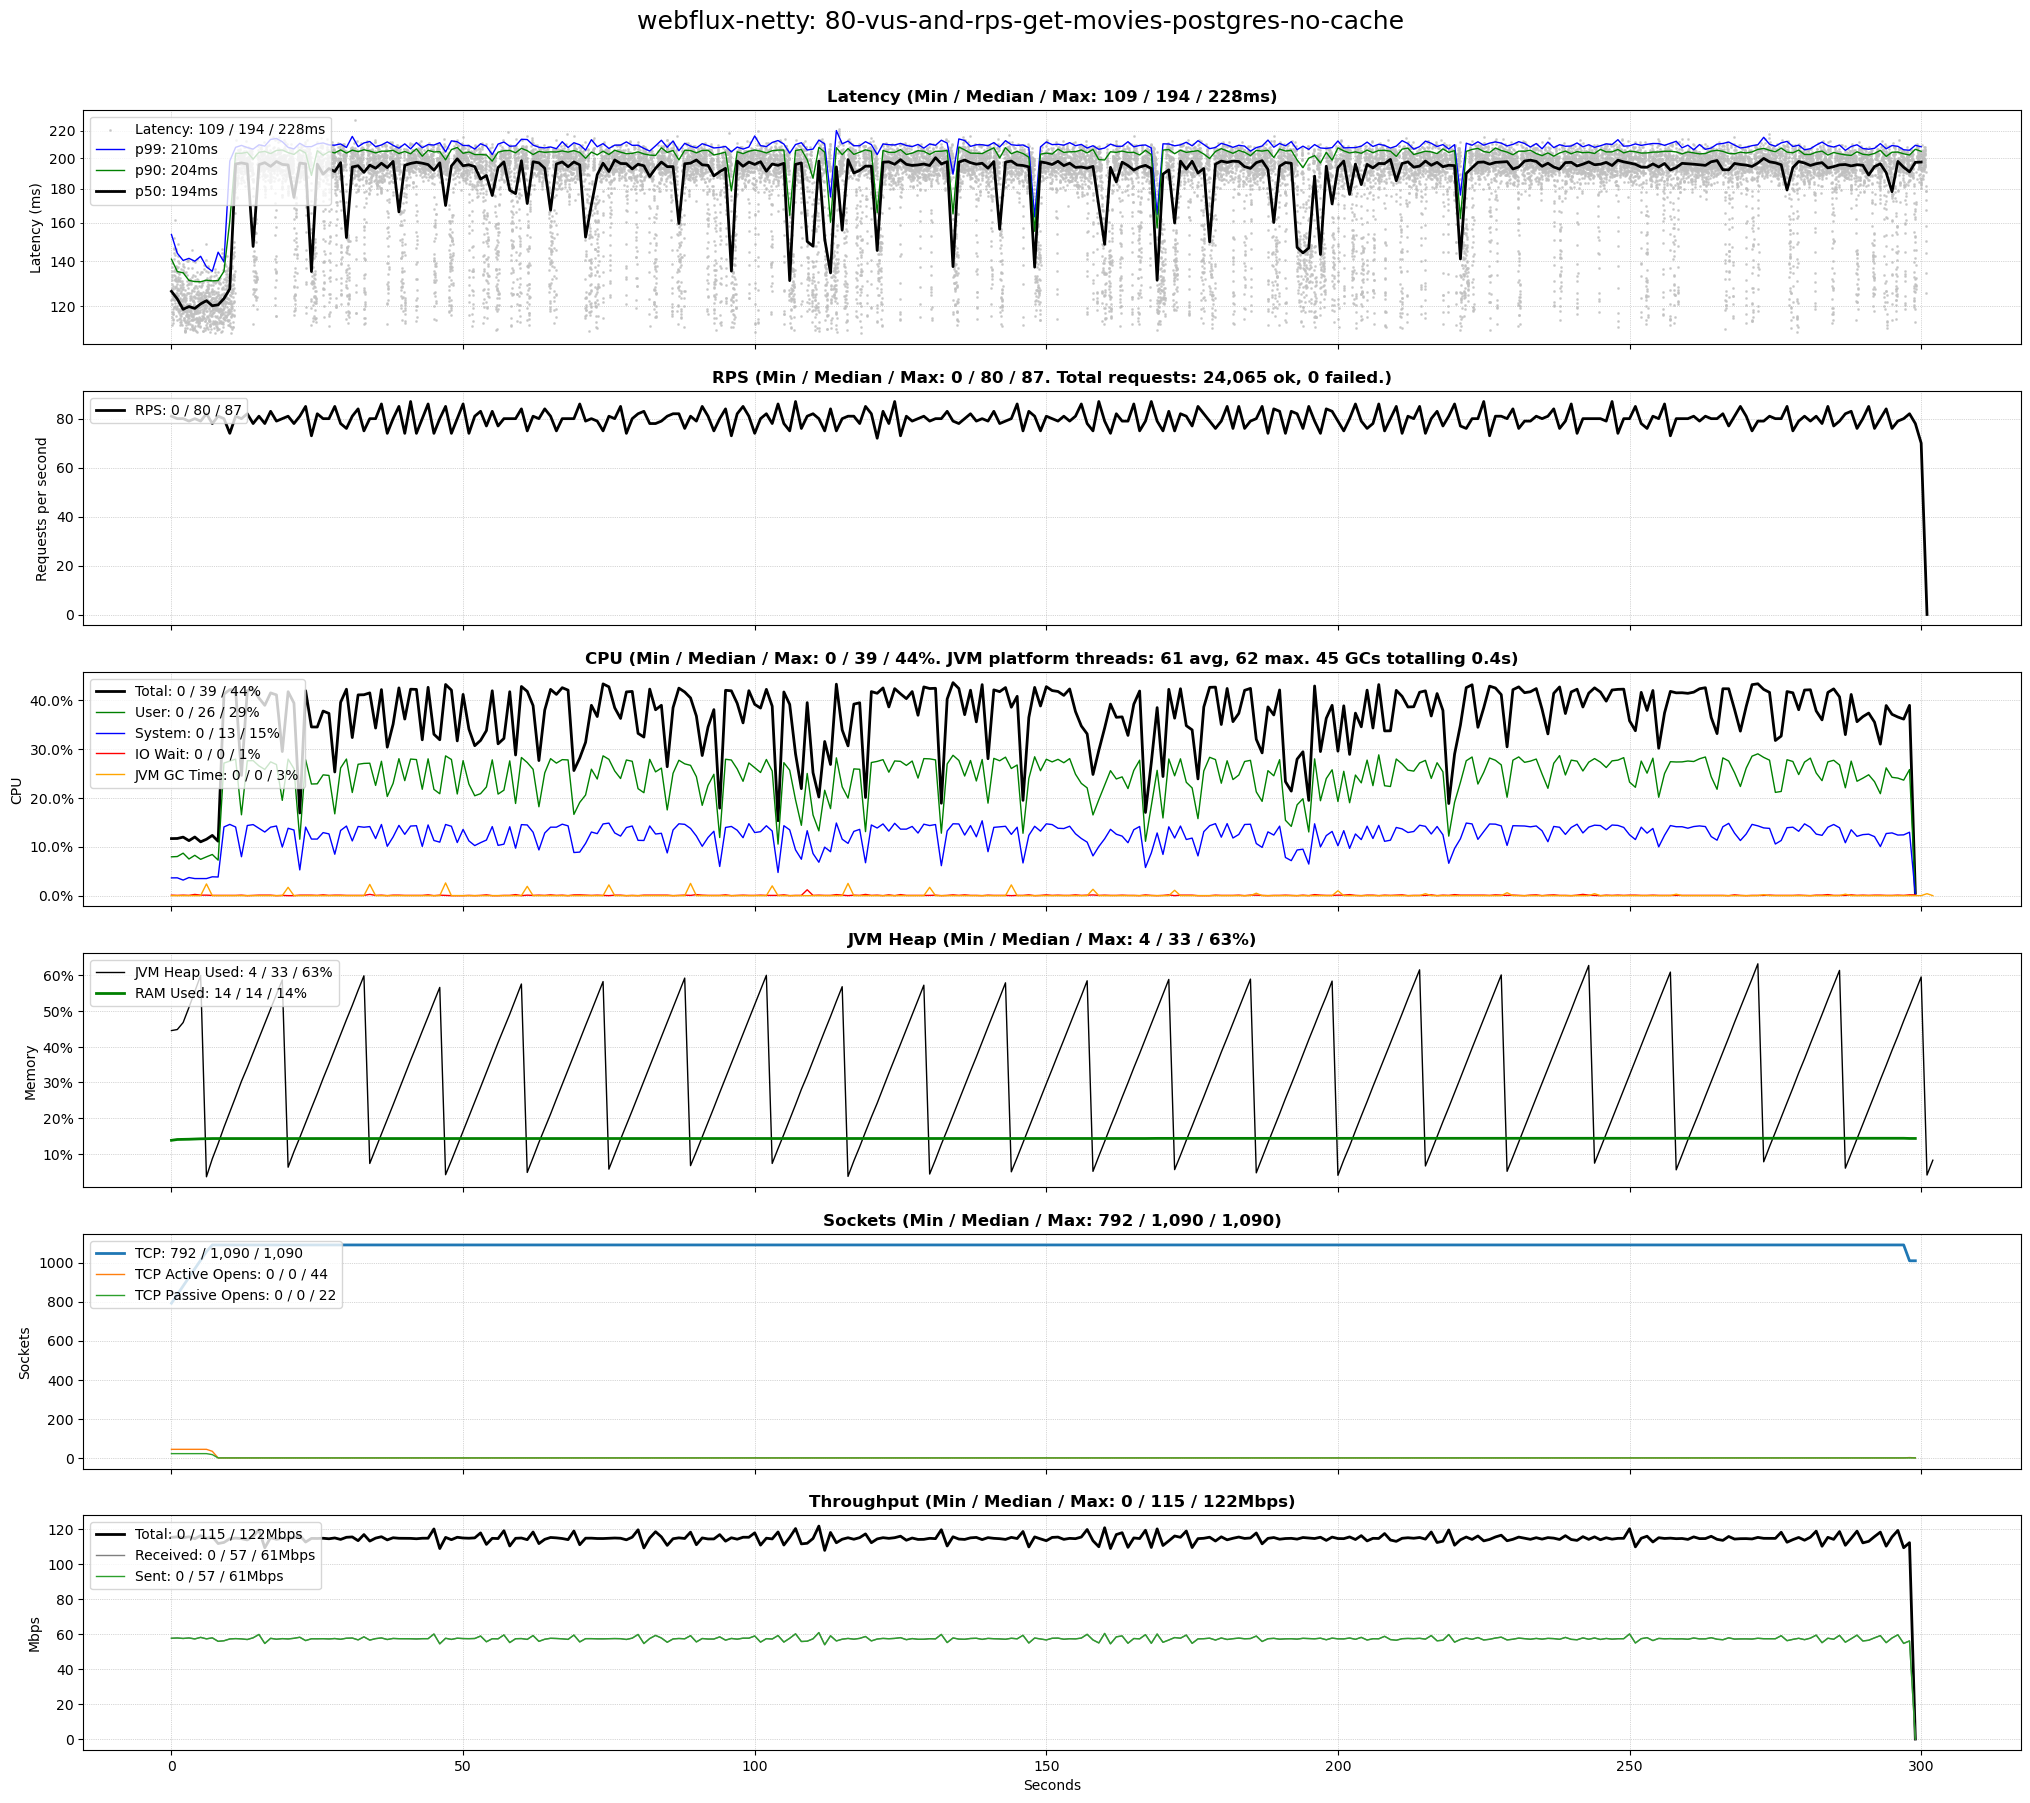 webflux-netty: 80-vus-and-rps-get-movies-postgres-no-cache
Latency (Min / Median / Max: 109 / 194 / 228ms)
Latency (ms)
220
200
180
160
140
120
Latency: 109 / 194 / 228ms
p99: 210ms
p90: 204ms
p50: 194ms
RPS (Min / Median / Max: 0 / 80 / 87. Total requests: 24,065 ok, 0 failed.)
Requests per second
80
60
40
20
0
RPS: 0 / 80 / 87
CPU (Min / Median / Max: 0 / 39 / 44%. JVM platform threads: 61 avg, 62 max. 45 GCs totalling 0.4s)
CPU
40.0%
30.0%
20.0%
10.0%
0.0%
Total: 0 / 39 / 44%
User: 0 / 26 / 29%
System: 0 / 13 / 15%
IO Wait: 0 / 0 / 1%
JVM GC Time: 0 / 0 / 3%
JVM Heap (Min / Median / Max: 4 / 33 / 63%)
Memory
60%
50%
40%
30%
20%
10%
JVM Heap Used: 4 / 33 / 63%
RAM Used: 14 / 14 / 14%
Sockets (Min / Median / Max: 792 / 1,090 / 1,090)
Sockets
1000
800
600
400
200
0
TCP: 792 / 1,090 / 1,090
TCP Active Opens: 0 / 0 / 44
TCP Passive Opens: 0 / 0 / 22
Throughput (Min / Median / Max: 0 / 115 / 122Mbps)
Mbps
120
100
80
60
40
20
0
Total: 0 / 115 / 122Mbps
Received: 0 / 57 / 61Mbps
Sent: 0 / 57 / 61Mbps
0
50
100
150
200
250
300
Seconds